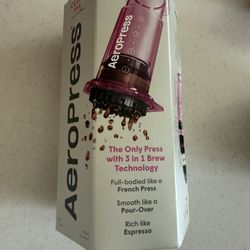 AeroPress
AEROPRESS
The Only Press
with 3 in 1 Brew
Technology
Full-bodied like a
French Press
Smooth like a
Pour-Over
Rich like
Espresso